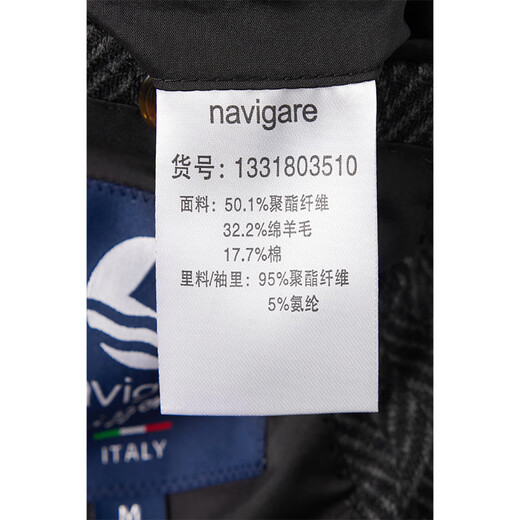 navigare
货号：1331803510
面料：50.1%聚酯纤维
32.2%绵羊毛
17.7%棉
里料/袖里：95%聚酯纤维
5%氨纶
ITALY
M